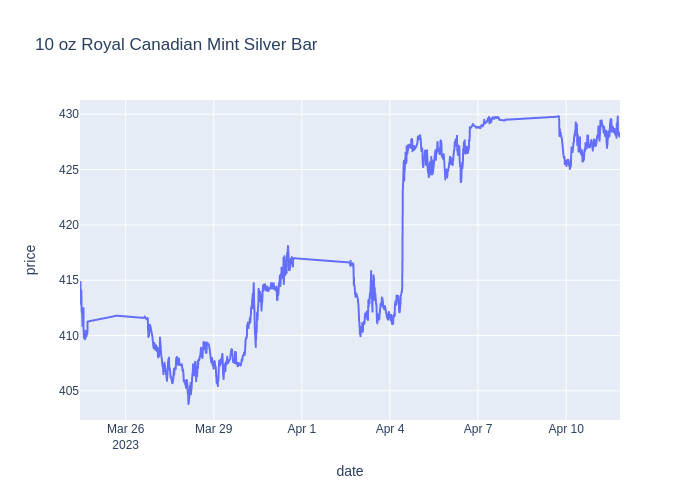 10 oz Royal Canadian Mint Silver Bar
430
425
420
415
410
405
price
Mar 26
2023
Mar 29
Apr 1
Apr 4
Apr 7
Apr 10
date